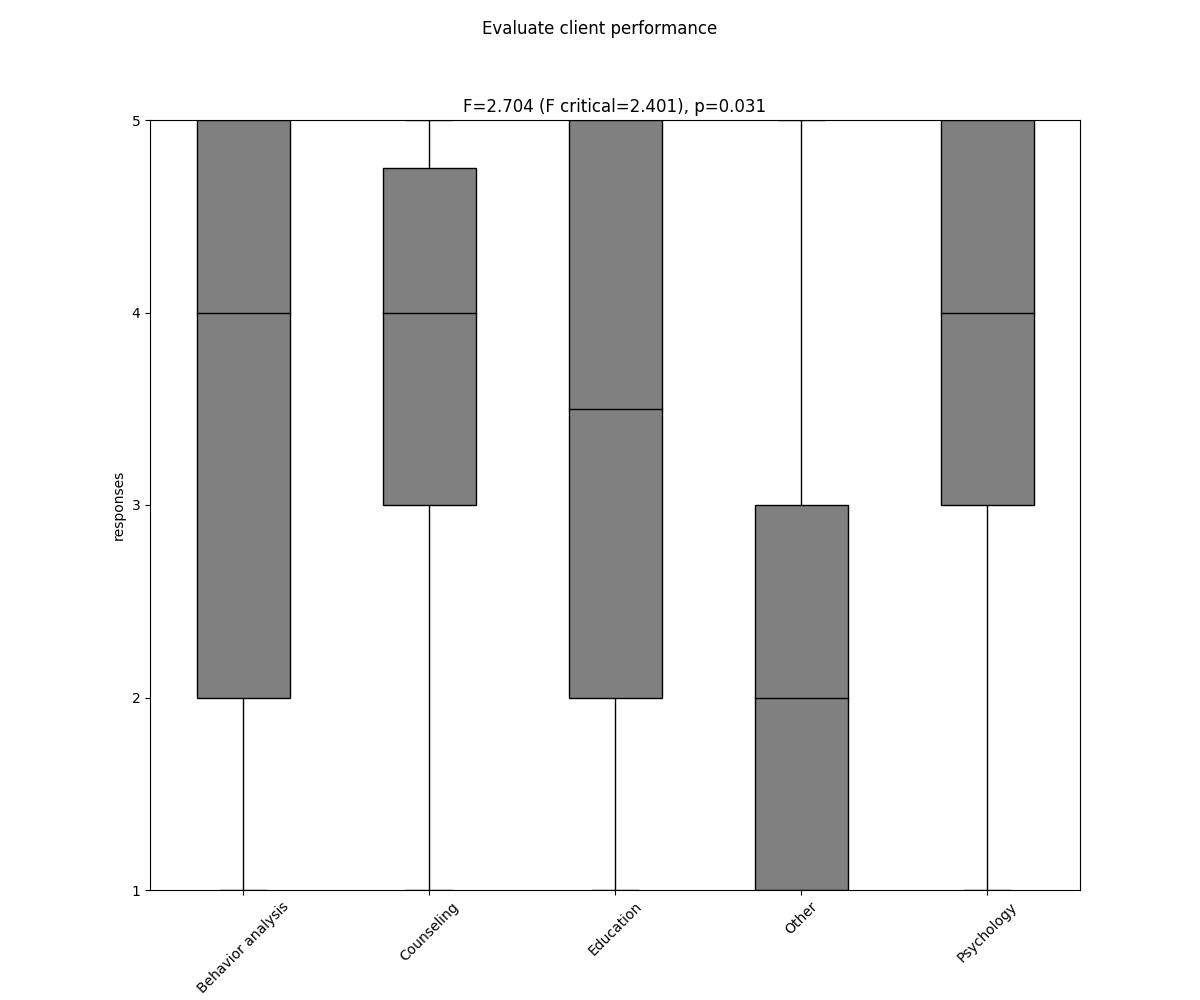 Evaluate client performance
F=2.704 (F critical=2.401), p=0.031
5
4
3
2
1
responses
Behavior analysis
Counseling
Education
Other
Psychology